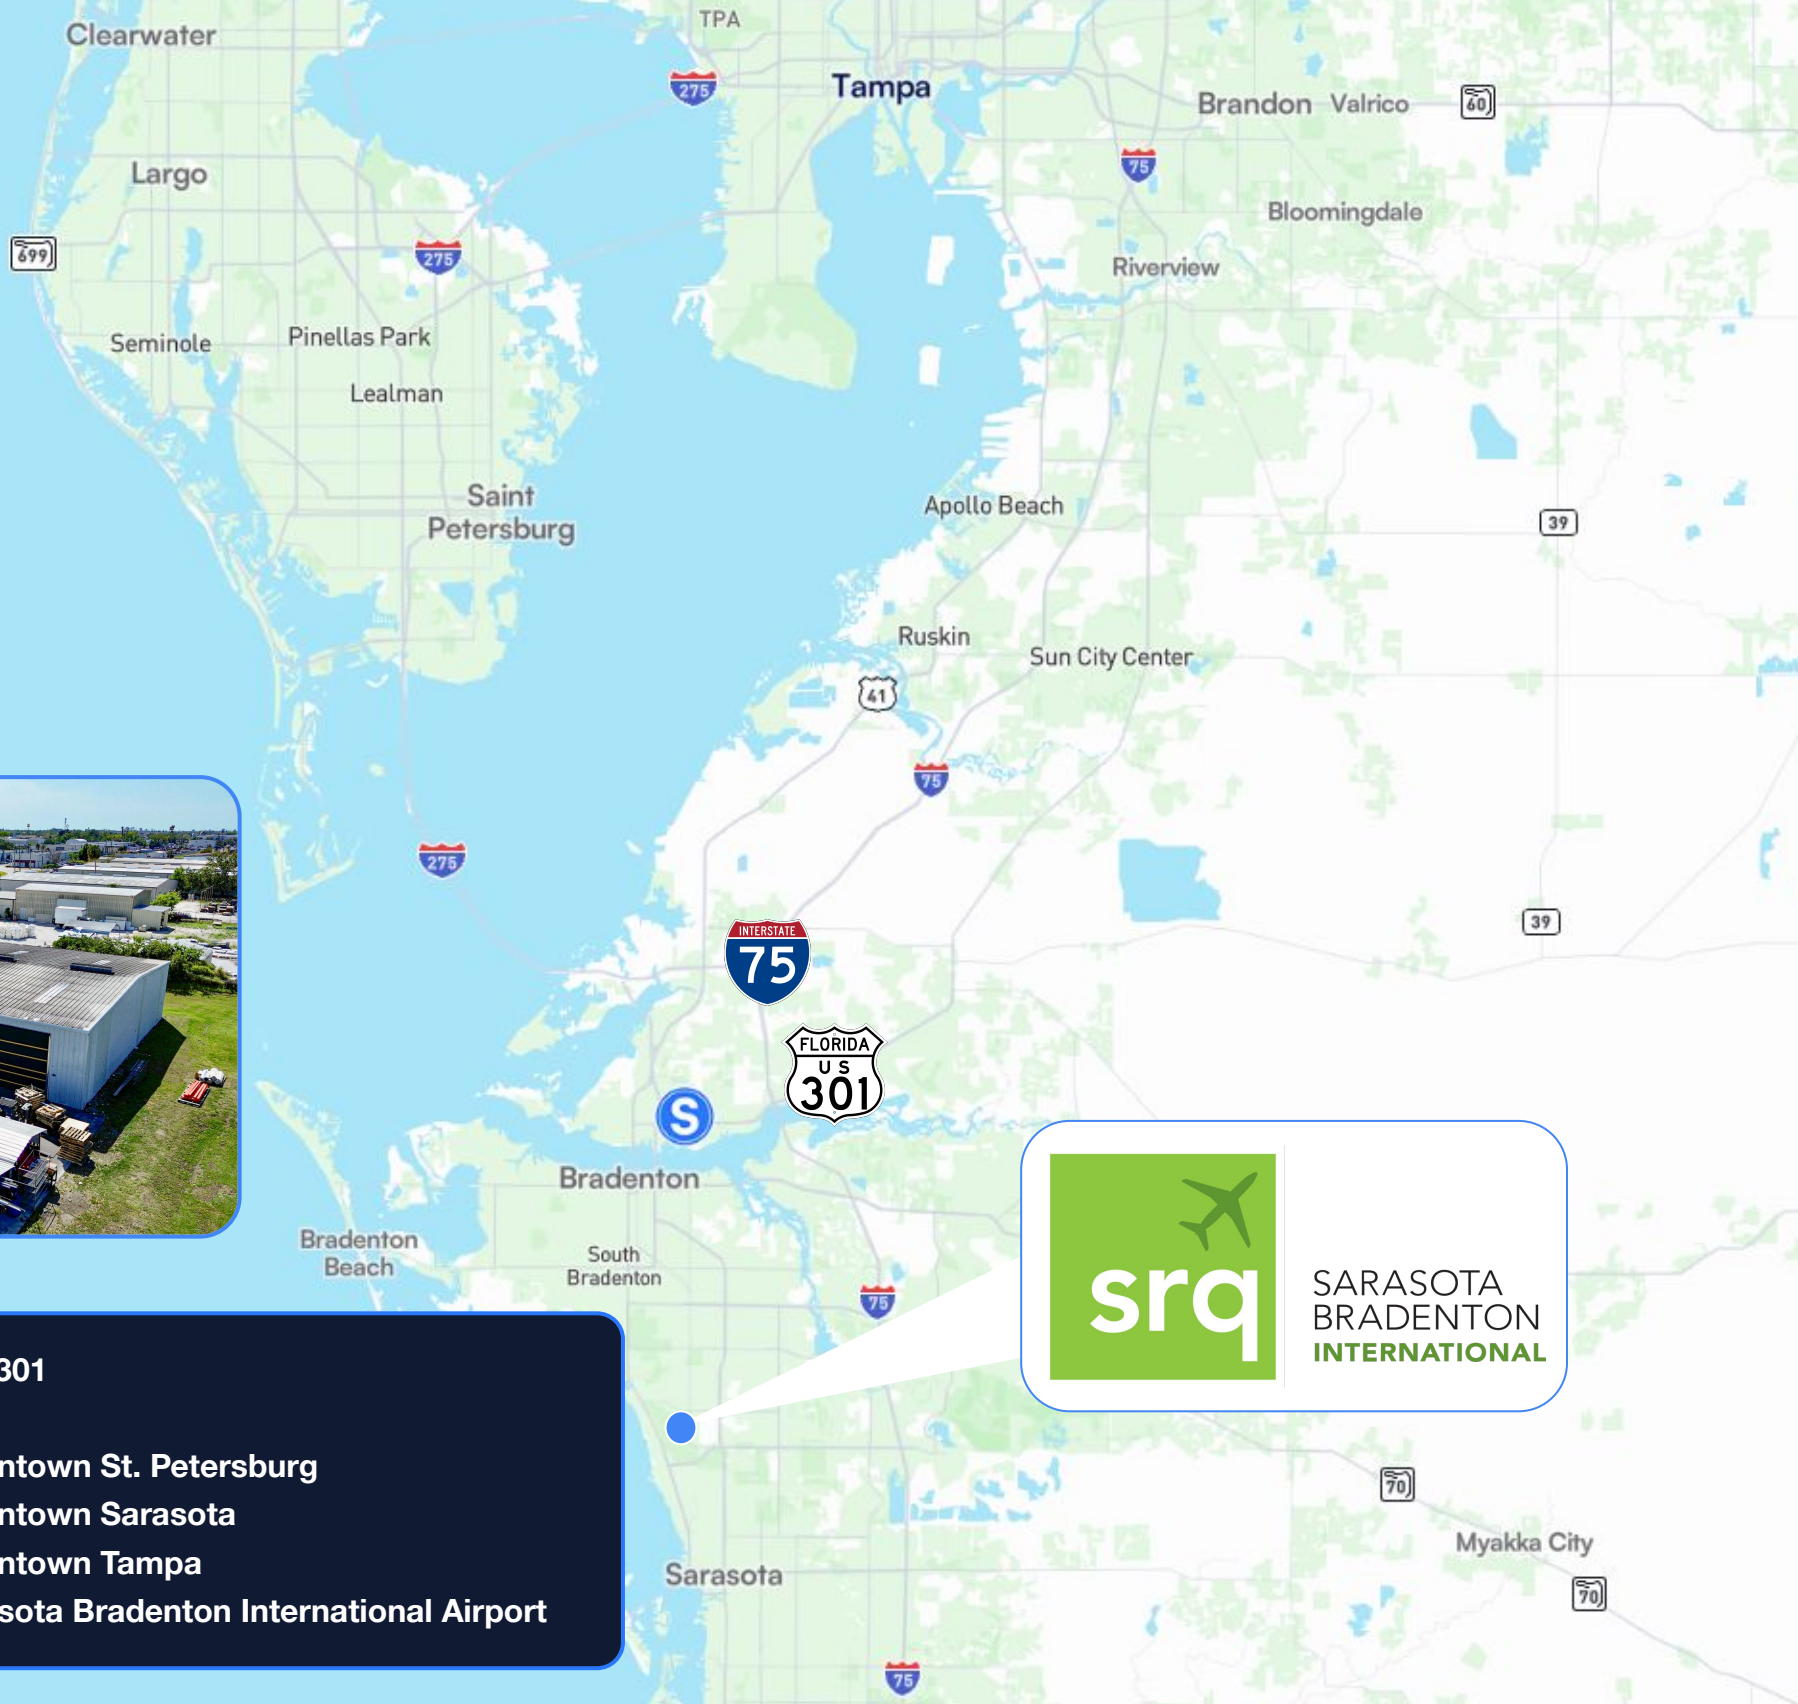 TPA
Clearwater
275
Tampa
Brandon
Valrico
60
75
Largo
Bloomingdale
699
275
Riverview
Seminole
Pinellas Park
Lealman
Saint
Petersburg
Apollo Beach
39
Ruskin
Sun City Center
41
75
275
INTERSTATE
75
39
FLORIDA
US
301
S
Bradenton
Bradenton
Beach
South
Bradenton
75
srq
SARASOTA
BRADENTON
INTERNATIONAL
301
ntown St. Petersburg
ntown Sarasota
ntown Tampa
sota Bradenton International Airport
70
Myakka City
Sarasota
70
75